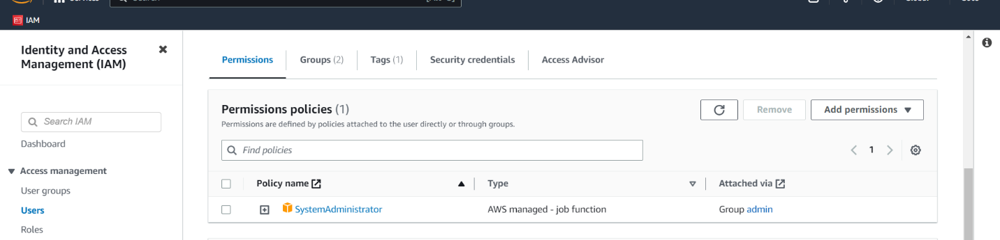 IAM
Identity and Access
Management (IAM)
Search IAM
Dashboard
Access management
User groups
Users
Roles
Permissions
Groups (2)
Tags (1)
Security credentials
Access Advisor
Permissions policies (1)
Permissions are defined by policies attached to the user directly or through groups.
Remove
Add permissions
Find policies
1
Policy name
Type
Attached via
SystemAdministrator
AWS managed - job function
Group admin